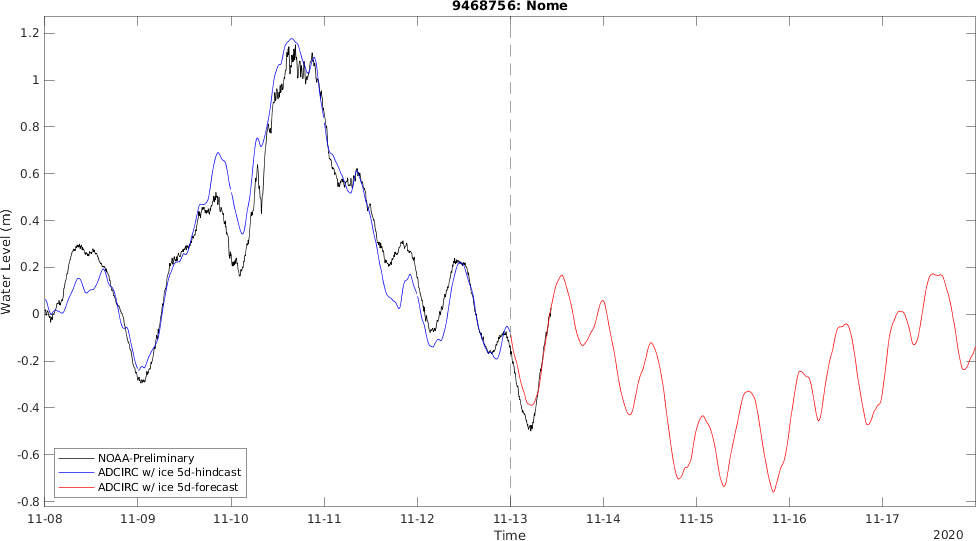 9468756: Nome
1.2
1
0.8
0.6
0.4
0.2
0
-0.2
-0.4
-0.6
-0.8
Water Level (m)
NOAA-Preliminary
ADCIRC w/ ice 5d-hindcast
ADCIRC w/ ice 5d-forecast
11-08 11-09 11-10 11-11 11-12 11-13 11-14 11-15 11-16 11-17
Time
2020